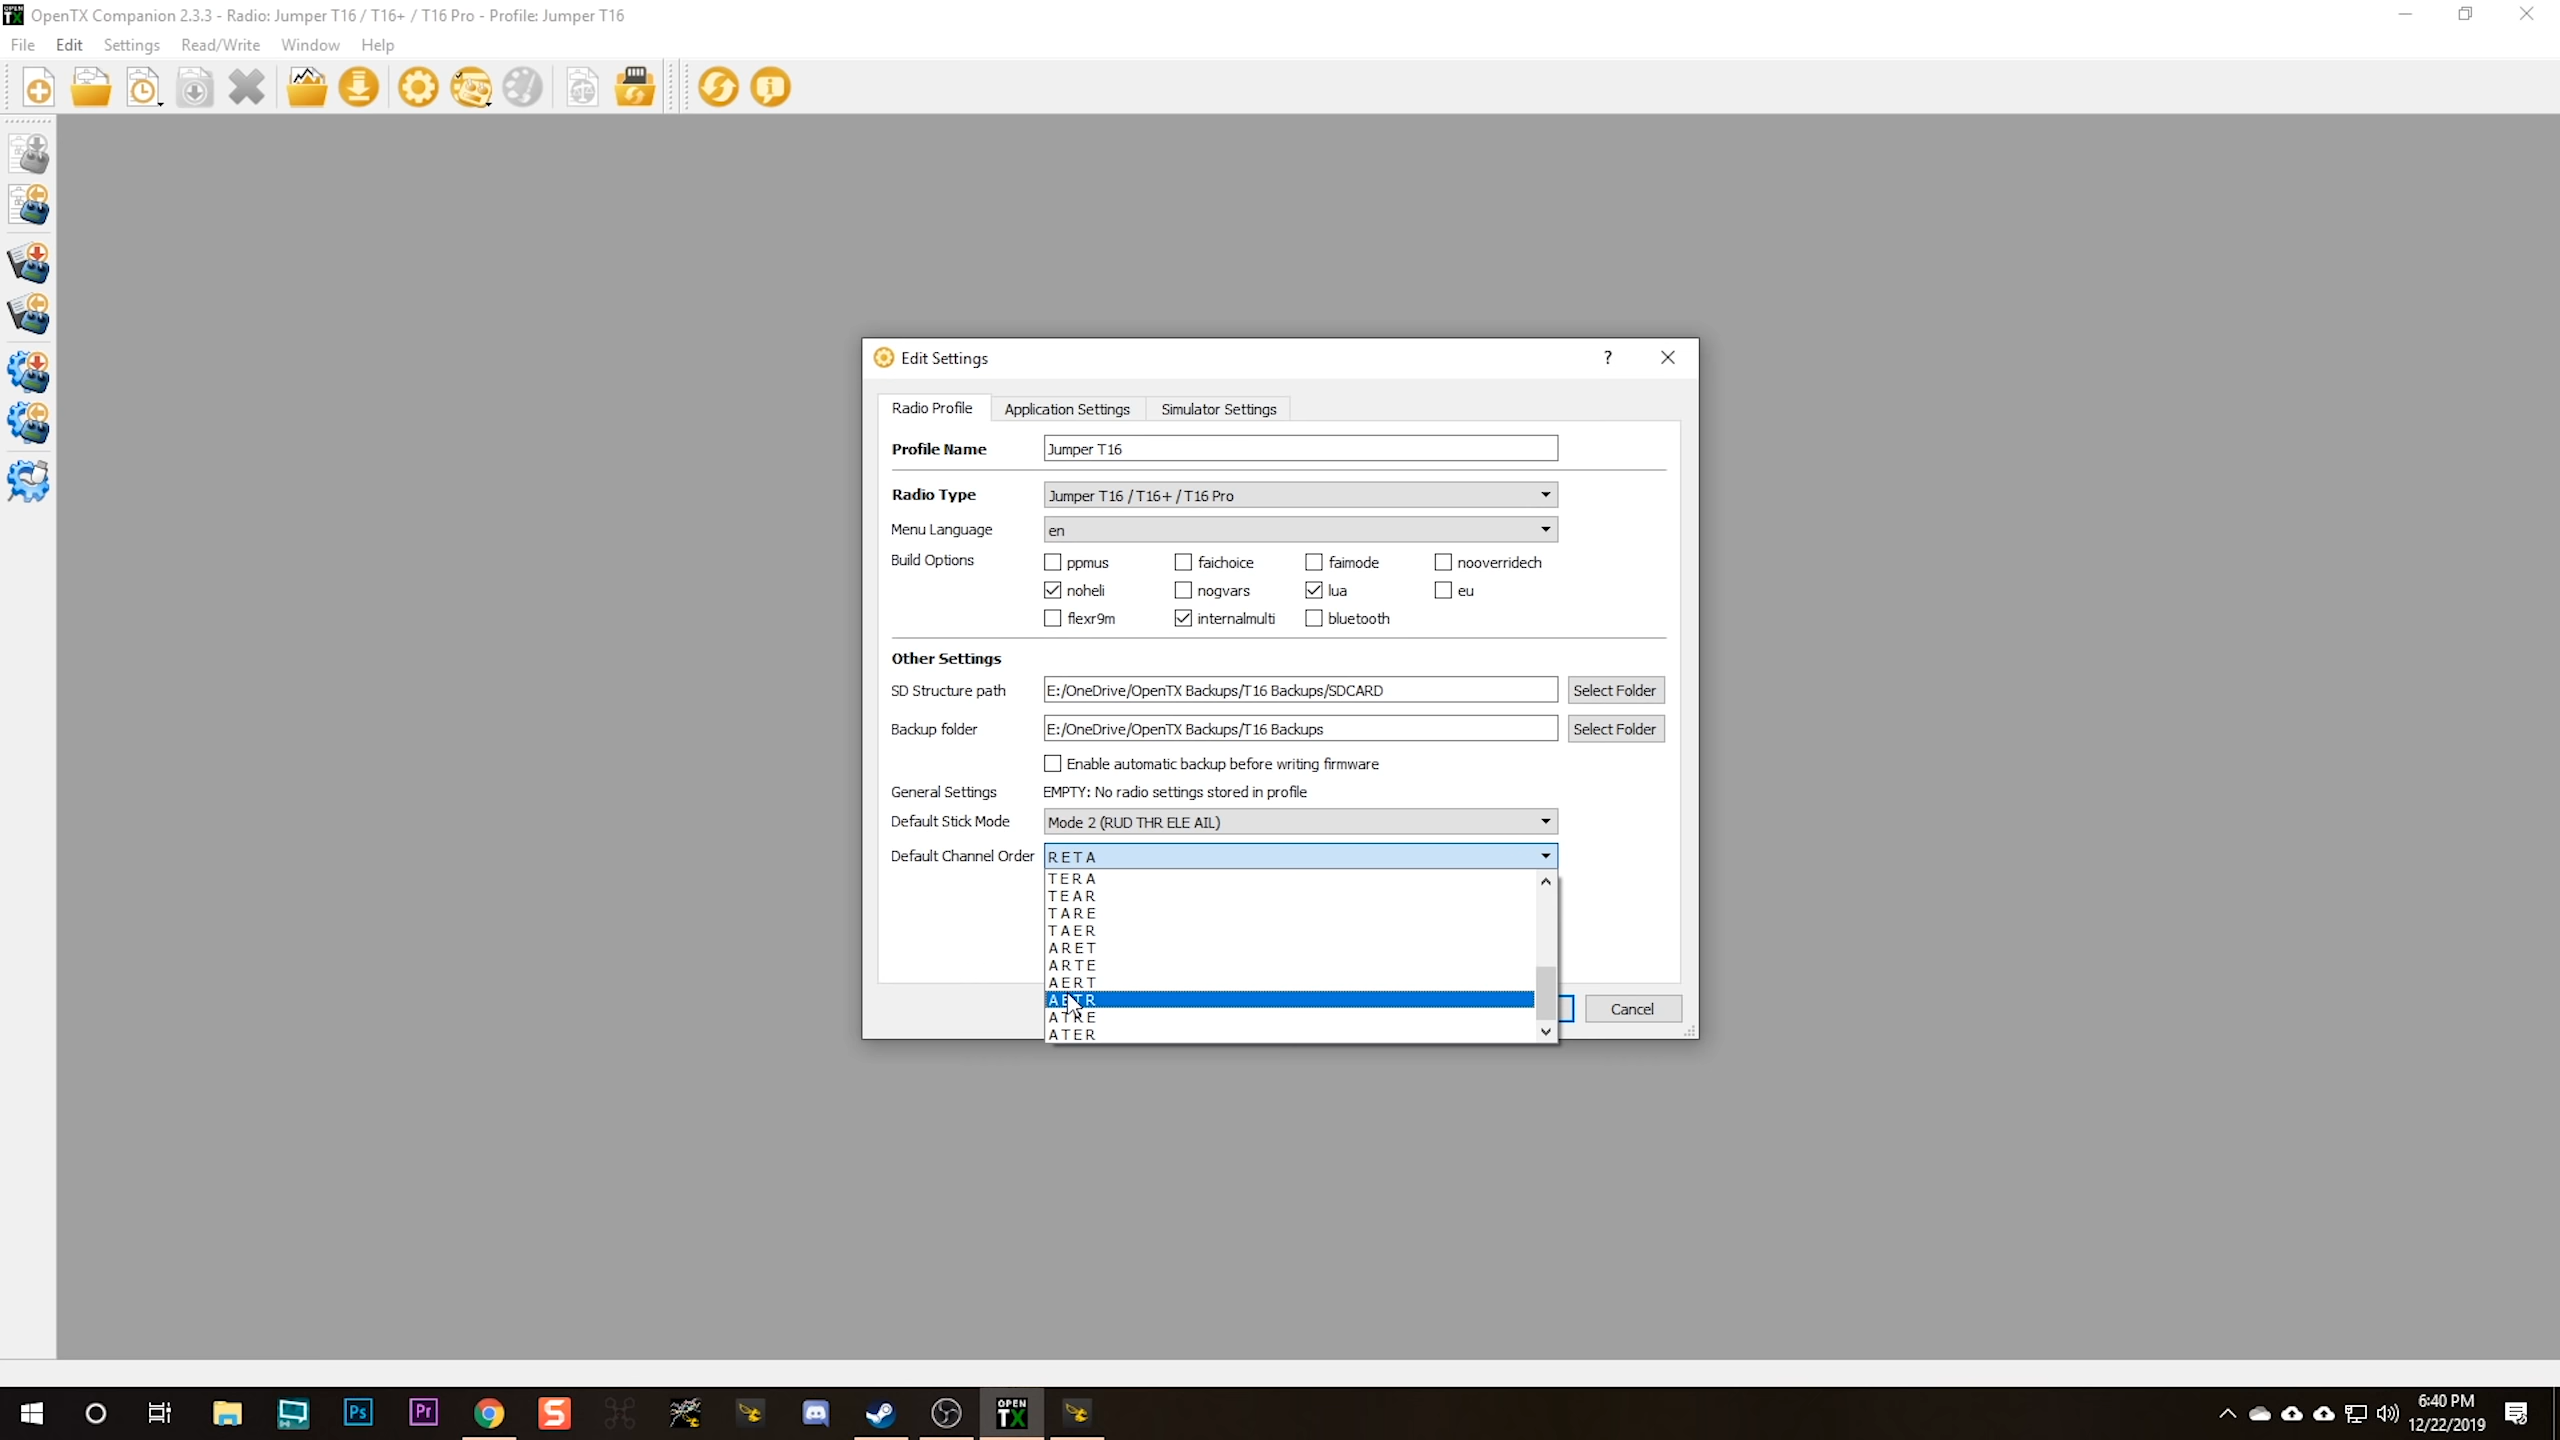 OpenTX Companion 2.3.3 - Radio: Jumper T16 / T16+ / T16 Pro - Profile: Jumper T16
File Edit Settings Read/Write Window Help
Edit Settings
Radio Profile Application Settings Simulator Settings
Profile Name Jumper T16
Radio Type Jumper T16 / T16+ / T16 Pro
Menu Language en
Build Options ppmus faichoice faimode nooverridech
noheli nogvars lua eu
flexr9m internalmulti bluetooth
Other Settings
SD Structure path E:/OneDrive/OpenTX Backups/T16 Backups/SDCARD Select Folder
Backup folder E:/OneDrive/OpenTX Backups/T16 Backups Select Folder
Enable automatic backup before writing firmware
General Settings EMPTY: No radio settings stored in profile
Default Stick Mode Mode 2 (RUD THR ELE AIL)
Default Channel Order R E T A
T E R A
T E A R
T A R E
T A E R
A R E T
A R T E
A E R T
A E T R
A T R E
A T E R
Cancel
Ps Pr S OPEN TX
6:40 PM
12/22/2019